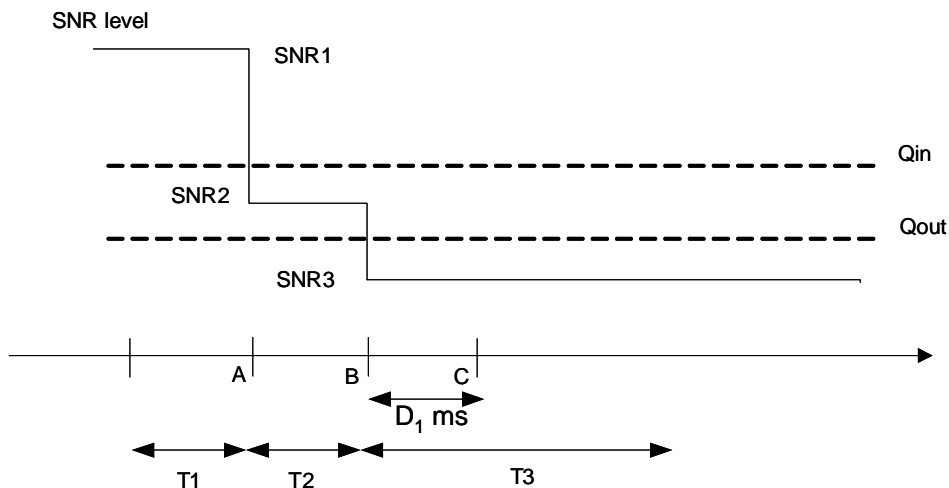 SNR level
SNR1
Qin
SNR2
Qout
SNR3
A
B
C
D1 ms
T1
T2
T3